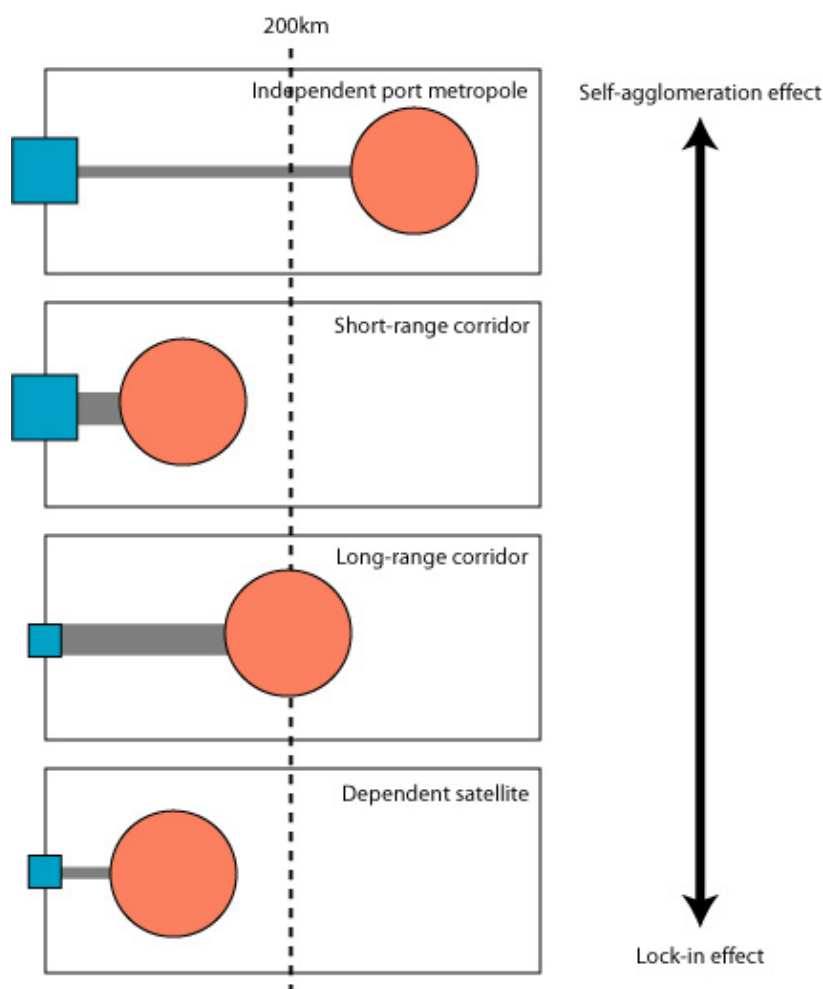 200km
Independent port metropole
Self-agglomeration effect
Short-range corridor
Long-range corridor
Dependent satellite
Lock-in effect